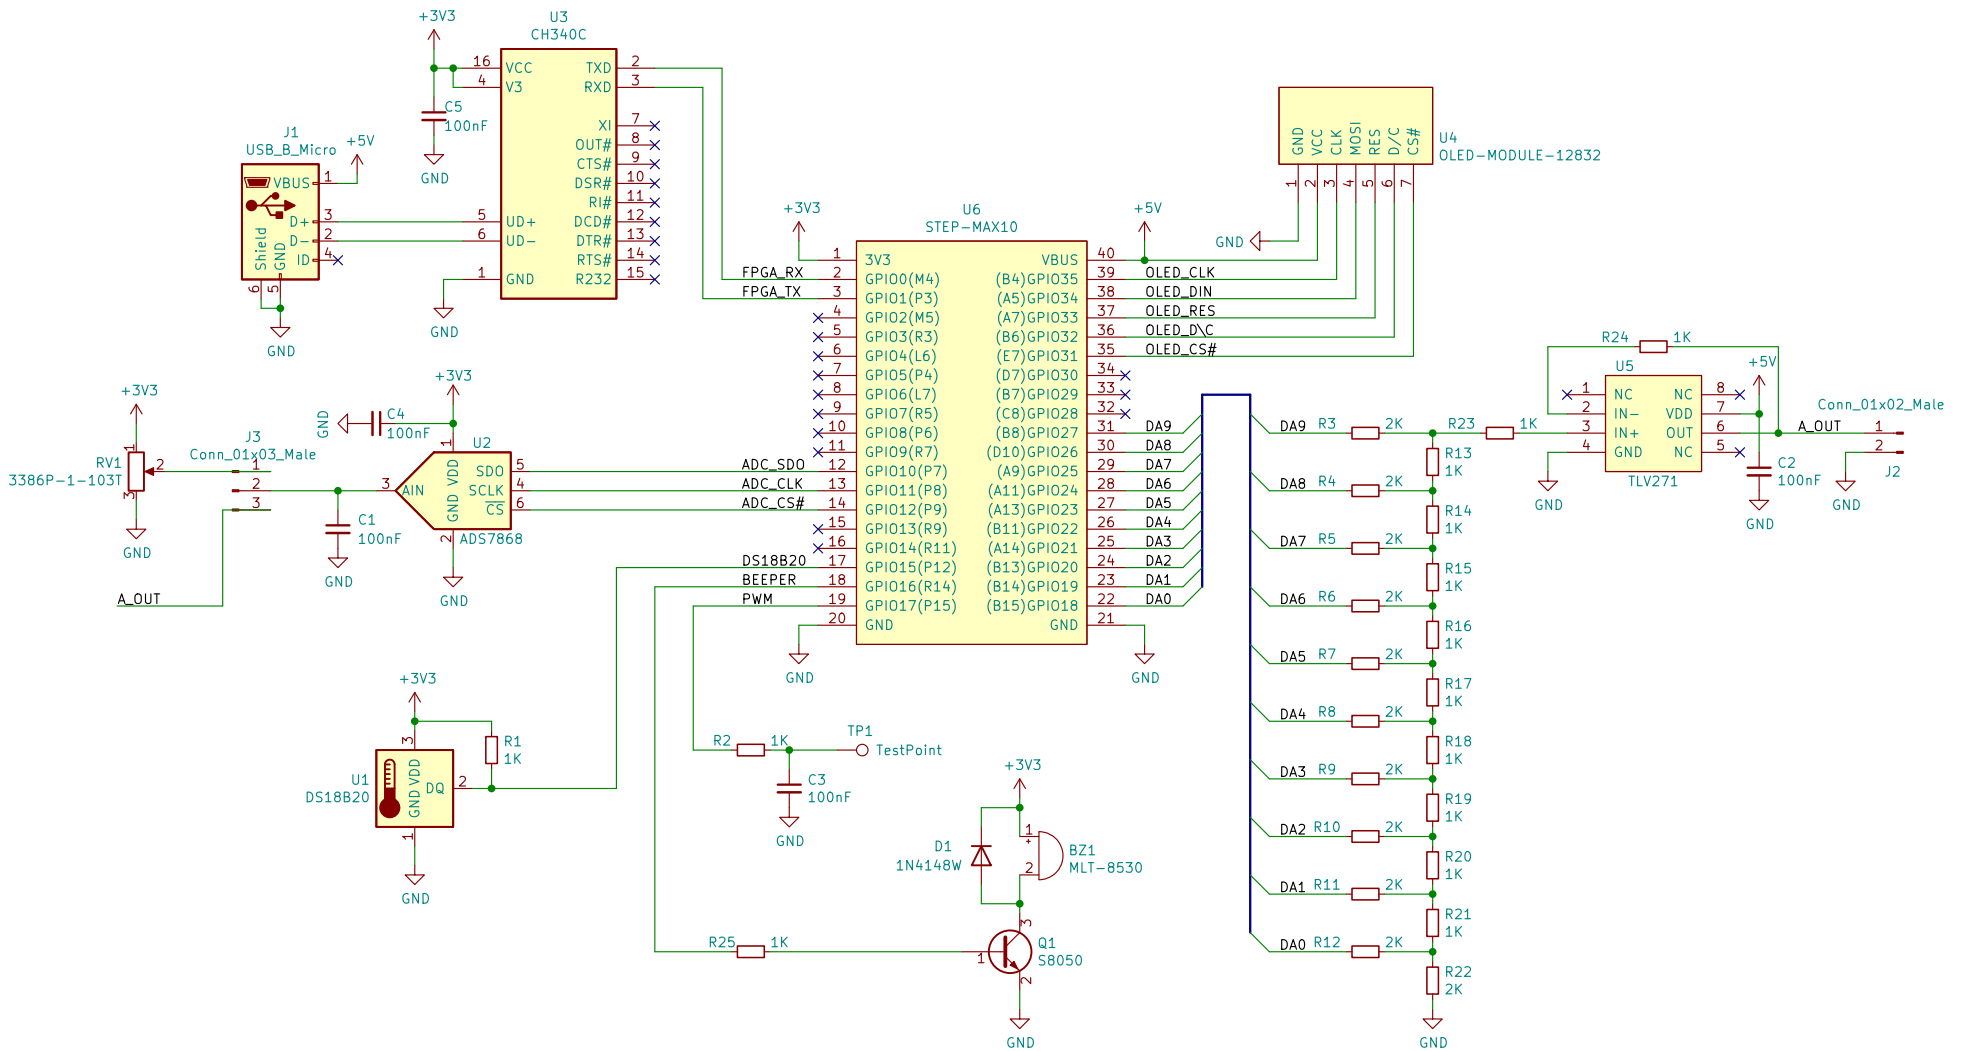 +3V3
U3
CH340C
16 VCC TXD 2
4 V3 RXD 3
XI 7
OUT# 8
CTS# 9
DSR# 10
RI# 11
DCD# 12
DTR# 13
RTS# 14
R232 15
5 UD+
6 UD-
1 GND
GND
C5
100nF
GND
J1
USB_B_Micro
+5V
VBUS 1
D+ 3
D- 2
ID 4
Shield
GND
6
5
GND
+3V3
RV1
3386P-1-103T
1
2
3
GND
J3
Conn_01x03_Male
1
2
3
A_OUT
C1
100nF
GND
GND
C4
100nF
+3V3
U2
ADS7868
1
VDD
GND
2
3 AIN
SDO 5
SCLK 4
CS 6
GND
+3V3
U1
DS18B20
3
VDD
GND
1
DQ 2
R1
1K
GND
+3V3
U6
STEP-MAX10
+5V
1 3V3 VBUS 40
FPGA_RX 2 GPIO0(M4) (B4)GPIO35 39 OLED_CLK
FPGA_TX 3 GPIO1(P3) (A5)GPIO34 38 OLED_DIN
4 GPIO2(M5) (A7)GPIO33 37 OLED_RES
5 GPIO3(R3) (B6)GPIO32 36 OLED_D\C
6 GPIO4(L6) (E7)GPIO31 35 OLED_CS#
7 GPIO5(P4) (D7)GPIO30 34
8 GPIO6(L7) (B7)GPIO29 33
9 GPIO7(R5) (C8)GPIO28 32
10 GPIO8(P6) (B8)GPIO27 31 DA9
11 GPIO9(R7) (D10)GPIO26 30 DA8
ADC_SDO 12 GPIO10(P7) (A9)GPIO25 29 DA7
ADC_CLK 13 GPIO11(P8) (A11)GPIO24 28 DA6
ADC_CS# 14 GPIO12(P9) (A13)GPIO23 27 DA5
15 GPIO13(R9) (B11)GPIO22 26 DA4
16 GPIO14(R11) (A14)GPIO21 25 DA3
DS18B20 17 GPIO15(P12) (B13)GPIO20 24 DA2
BEEPER 18 GPIO16(R14) (B14)GPIO19 23 DA1
PWM 19 GPIO17(P15) (B15)GPIO18 22 DA0
20 GND GND 21
GND
GND
R2 1K
TP1
TestPoint
C3
100nF
GND
+3V3
D1
1N4148W
1
+
2
BZ1
MLT-8530
R25 1K
1
3
2
Q1
S8050
GND
U4
OLED-MODULE-12832
GND
VCC
CLK
MOSI
RES
D/C
CS#
1
2
3
4
5
6
7
GND
DA9 R3 2K
DA8 R4 2K
DA7 R5 2K
DA6 R6 2K
DA5 R7 2K
DA4 R8 2K
DA3 R9 2K
DA2 R10 2K
DA1 R11 2K
DA0 R12 2K
R13
1K
R14
1K
R15
1K
R16
1K
R17
1K
R18
1K
R19
1K
R20
1K
R21
1K
R22
2K
GND
R23 1K
R24 1K
U5
TLV271
1 NC NC 8
2 IN- VDD 7
3 IN+ OUT 6
4 GND NC 5
GND
+5V
C2
100nF
GND
A_OUT
Conn_01x02_Male
1
2
J2
GND